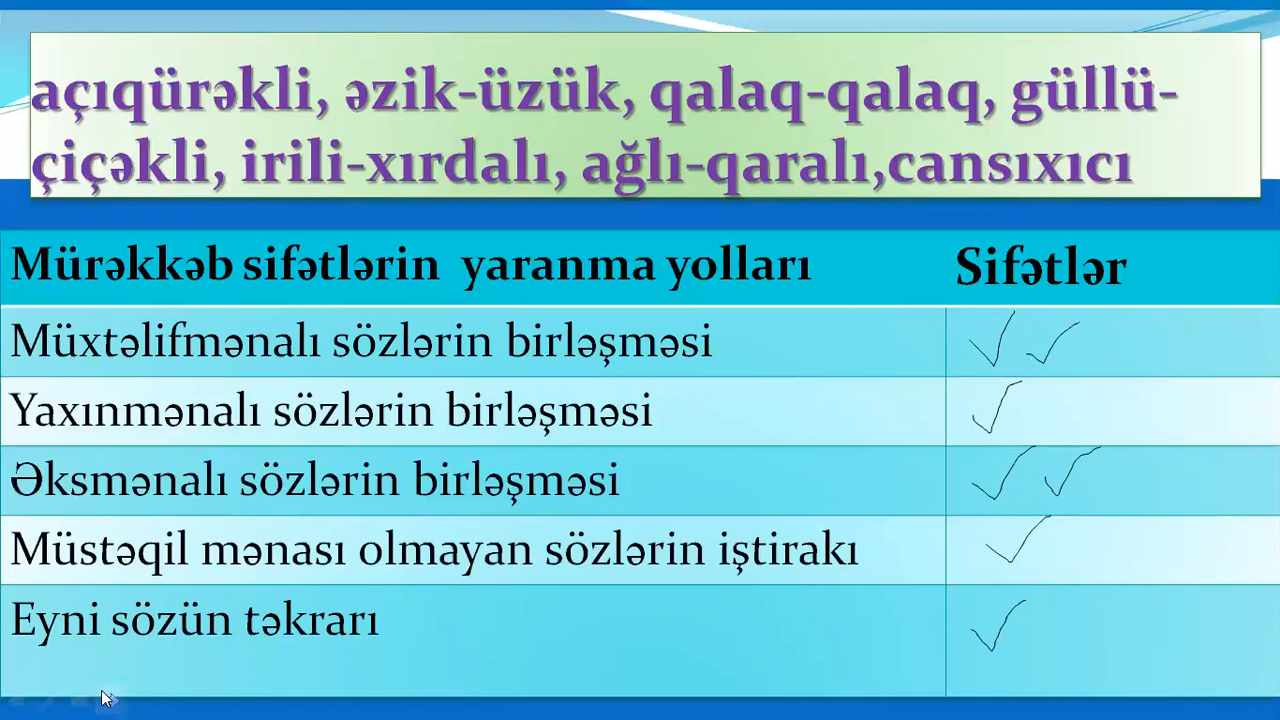 açıqürəkli, əzik-üzük, qalaq-qalaq, güllü-
çiçəkli, irili-xırdalı, ağlı-qaralı,cansıxıcı
Mürəkkəb sifətlərin yaranma yolları
Sifətlər
Müxtəlifmənalı sözlərin birləşməsi
Yaxınmənalı sözlərin birləşməsi
Əksmənalı sözlərin birləşməsi
Müstəqil mənası olmayan sözlərin iştirakı
Eyni sözün təkrarı